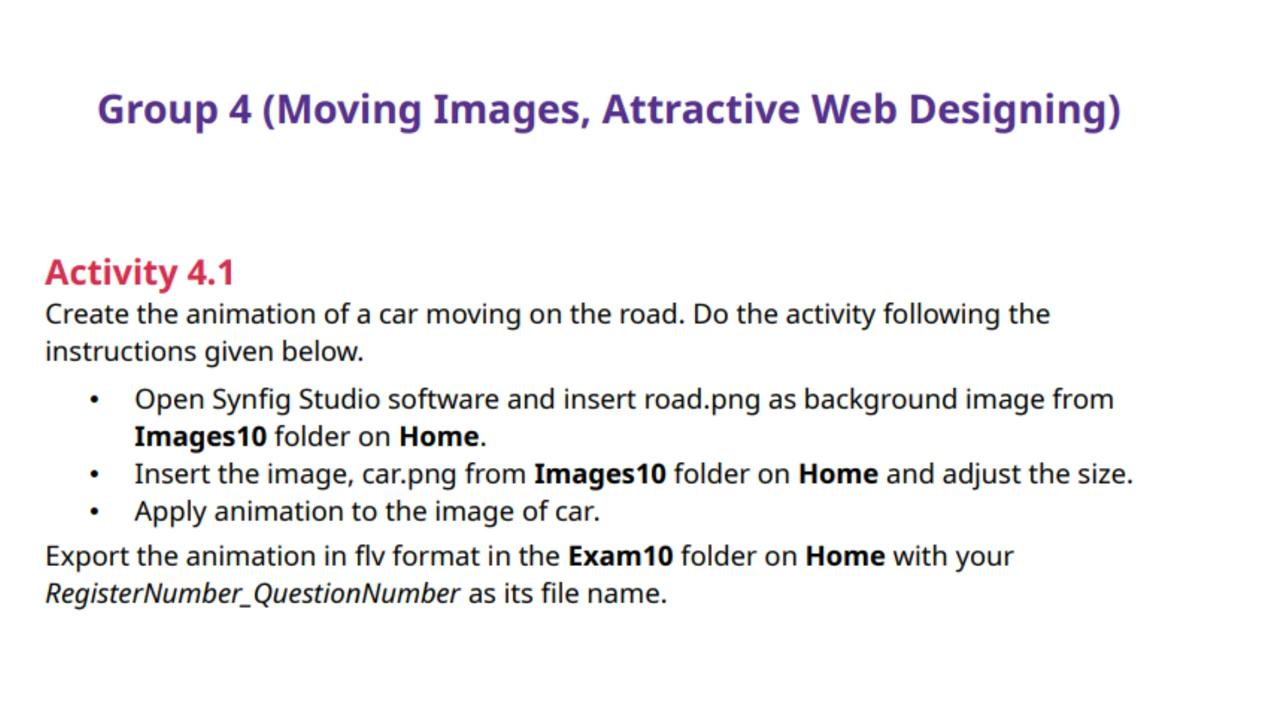 Group 4 (Moving Images, Attractive Web Designing)
Activity 4.1
Create the animation of a car moving on the road. Do the activity following the
instructions given below.
• Open Synfig Studio software and insert road.png as background image from
Images10 folder on Home.
• Insert the image, car.png from Images10 folder on Home and adjust the size.
• Apply animation to the image of car.
Export the animation in flv format in the Exam10 folder on Home with your
RegisterNumber_QuestionNumber as its file name.